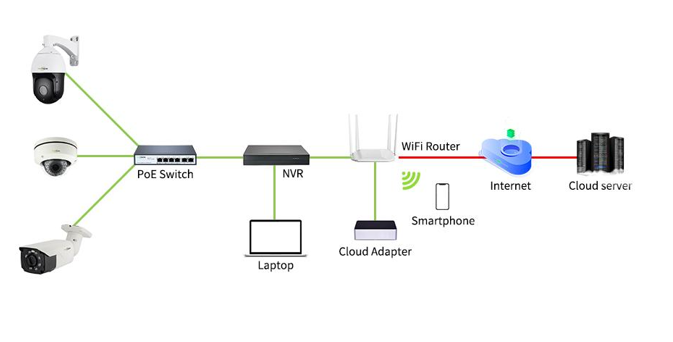 WiFi Router
PoE Switch
NVR
Internet
Cloud server
Smartphone
Laptop
Cloud Adapter